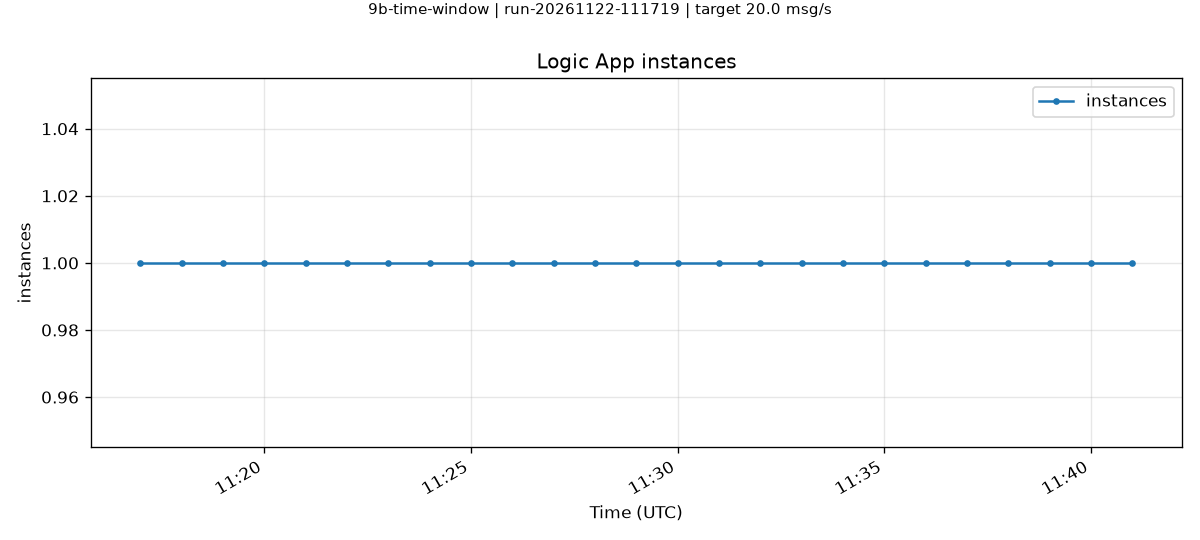 9b-time-window | run-20261122-111719 | target 20.0 msg/s
Logic App instances
instances
1.04
1.02
1.00
0.98
0.96
instances
11:20
11:25
11:30
11:35
11:40
Time (UTC)